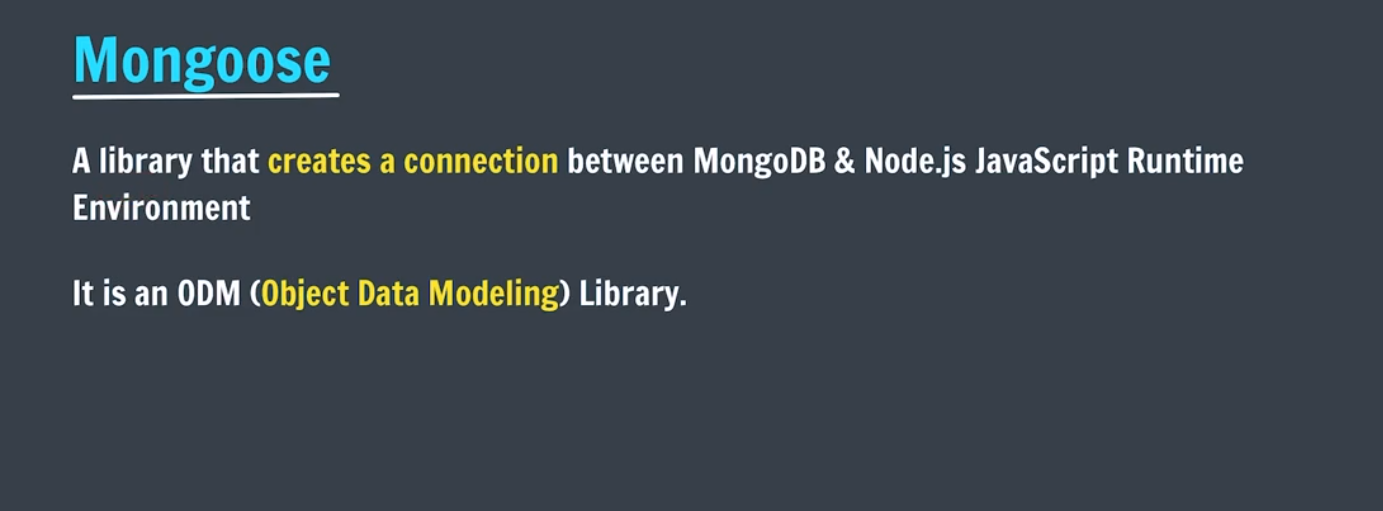 Mongoose
A library that creates a connection between MongoDB & Node.js JavaScript Runtime
Environment
It is an ODM (Object Data Modeling) Library.